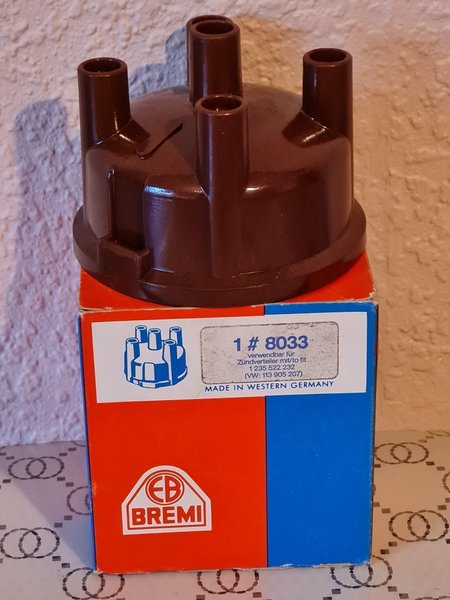 1 # 8033
verwendbar für
Zündverteiler mit/to fit
1 235 522 232
(VW: 113 905 207)
MADE IN WESTERN GERMANY
EB
BREMI